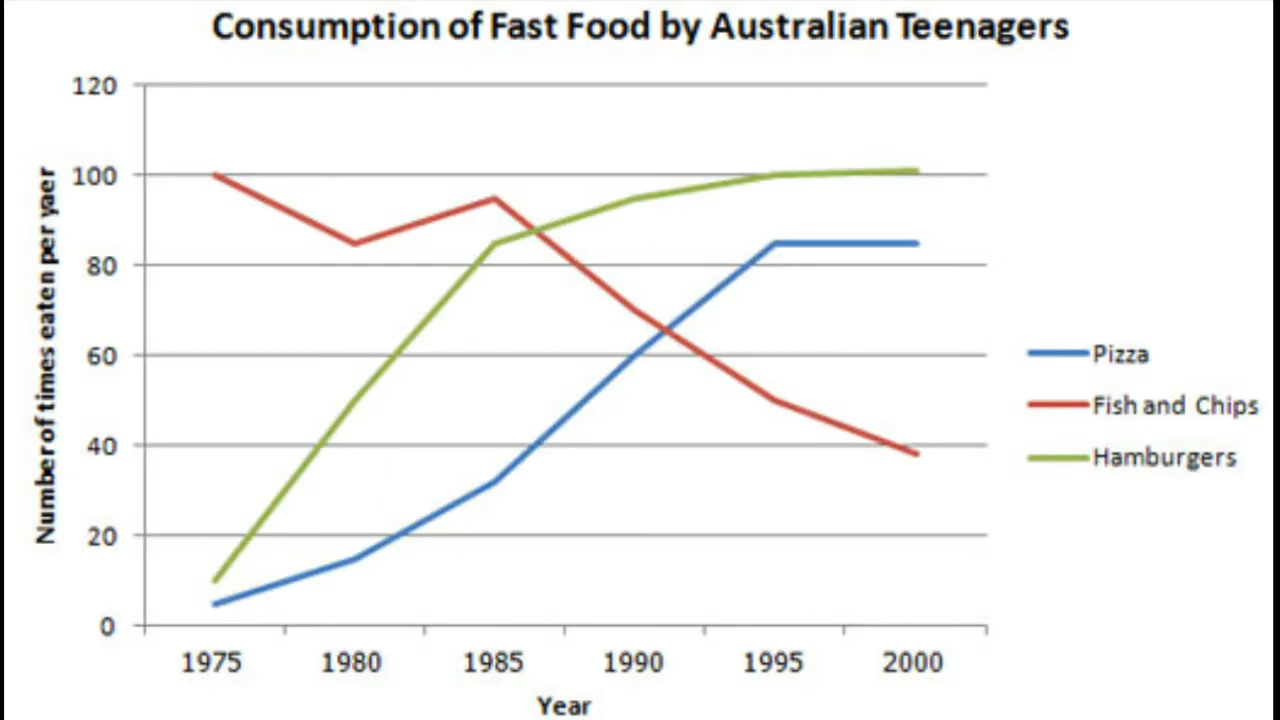 Consumption of Fast Food by Australian Teenagers
Number of times eaten per yaer
120
100
80
60
40
20
0
1975 1980 1985 1990 1995 2000
Year
Pizza
Fish and Chips
Hamburgers